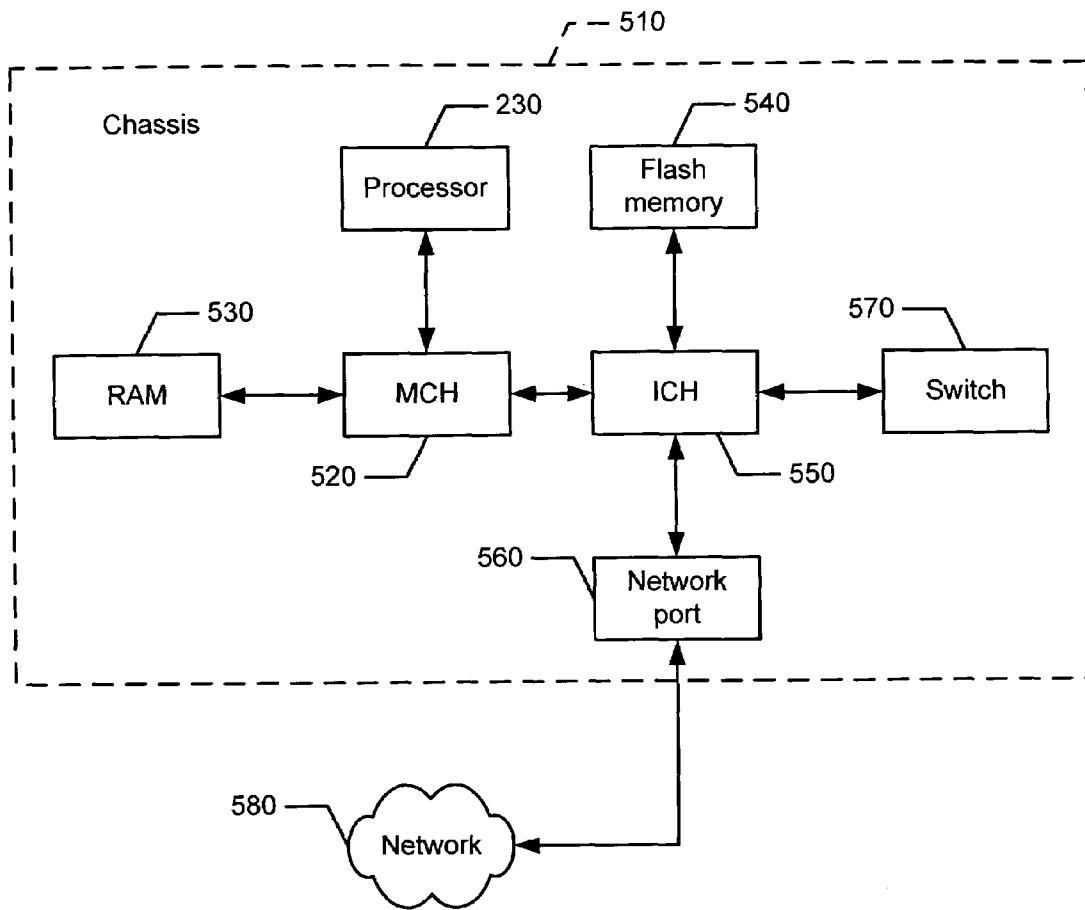 510
Chassis
230
540
Processor
Flash
memory
530
570
RAM
MCH
ICH
Switch
520
550
560
Network
port
580
Network